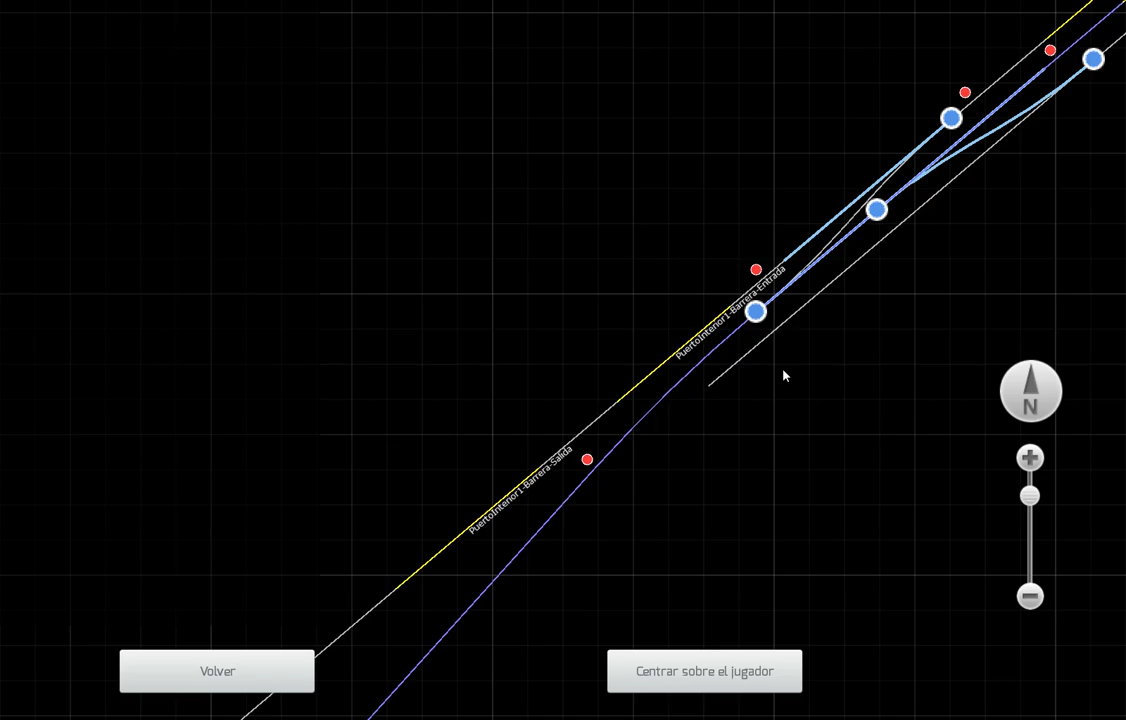 PuertoInterior1-Barrera-Entrada
N
PuertoInterior1-Barrera-Salida
Volver
Centrar sobre el jugador